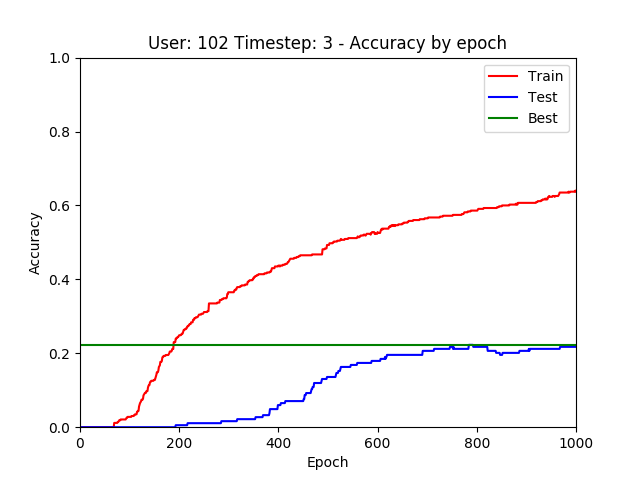 User: 102 Timestep: 3 - Accuracy by epoch
1.0
0.8
0.6
0.4
0.2
0.0
Accuracy
Train
Test
Best
0 200 400 600 800 1000
Epoch